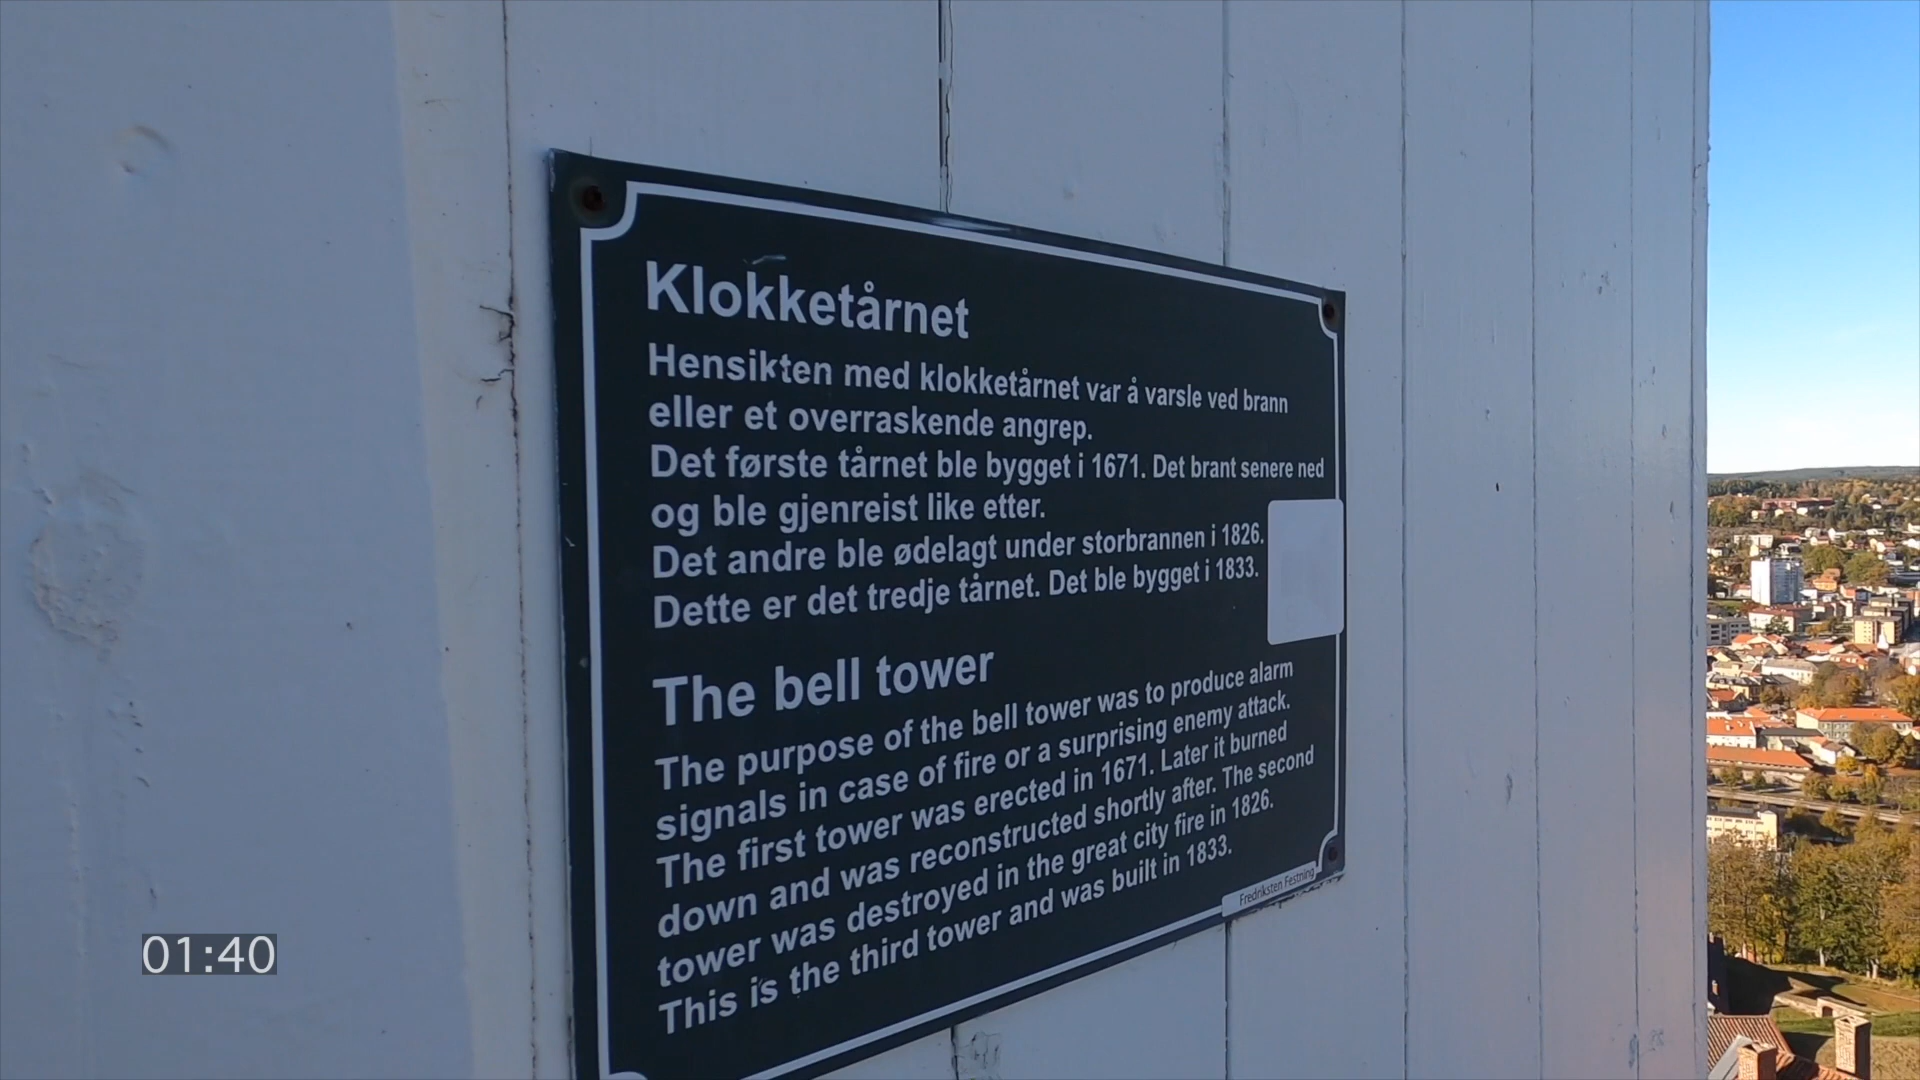 Klokketårnet
Hensikten med klokketårnet var å varsle ved brann
eller et overraskende angrep.
Det første tårnet ble bygget i 1671. Det brant senere ned
og ble gjenreist like etter.
Det andre ble ødelagt under storbrannen i 1826.
Dette er det tredje tårnet. Det ble bygget i 1833.
The bell tower
The purpose of the bell tower was to produce alarm
signals in case of fire or a surprising enemy attack.
The first tower was erected in 1671. Later it burned
down and was reconstructed shortly after. The second
tower was destroyed in the great city fire in 1826.
This is the third tower and was built in 1833.
Fredriksten Festning
01:40